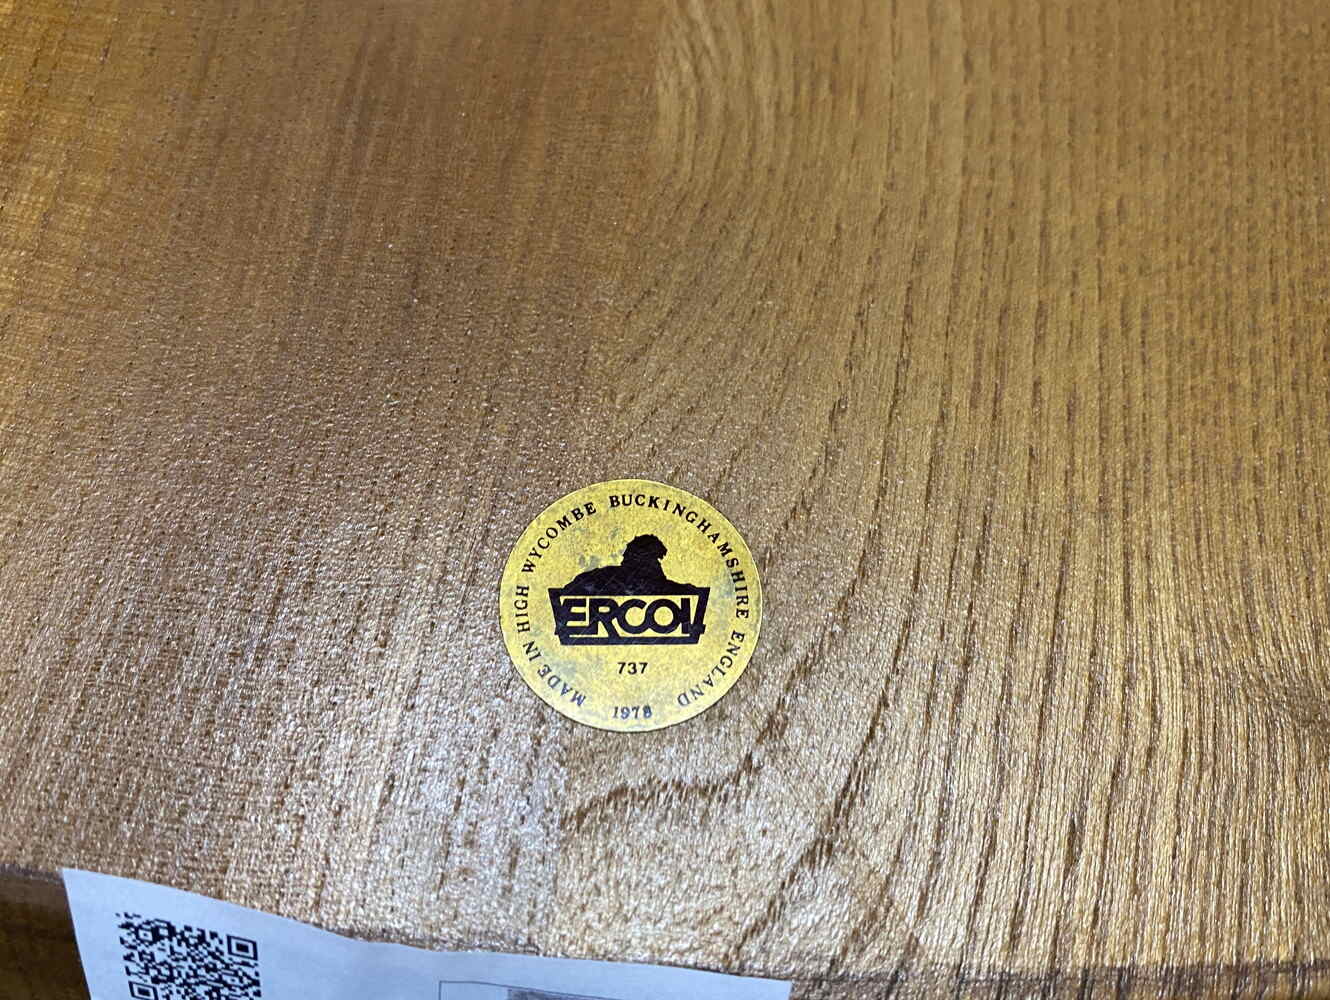 MADE IN HIGH WYCOMBE BUCKINGHAMSHIRE ENGLAND
ERCOL
737
1978